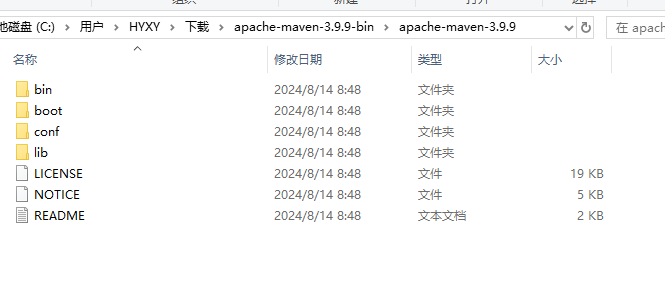 地磁盘 (C:) > 用户 > HYXY > 下载 > apache-maven-3.9.9-bin > apache-maven-3.9.9
在 apac
名称 修改日期 类型 大小
bin 2024/8/14 8:48 文件夹
boot 2024/8/14 8:48 文件夹
conf 2024/8/14 8:48 文件夹
lib 2024/8/14 8:48 文件夹
LICENSE 2024/8/14 8:48 文件 19 KB
NOTICE 2024/8/14 8:48 文件 5 KB
README 2024/8/14 8:48 文本文档 2 KB